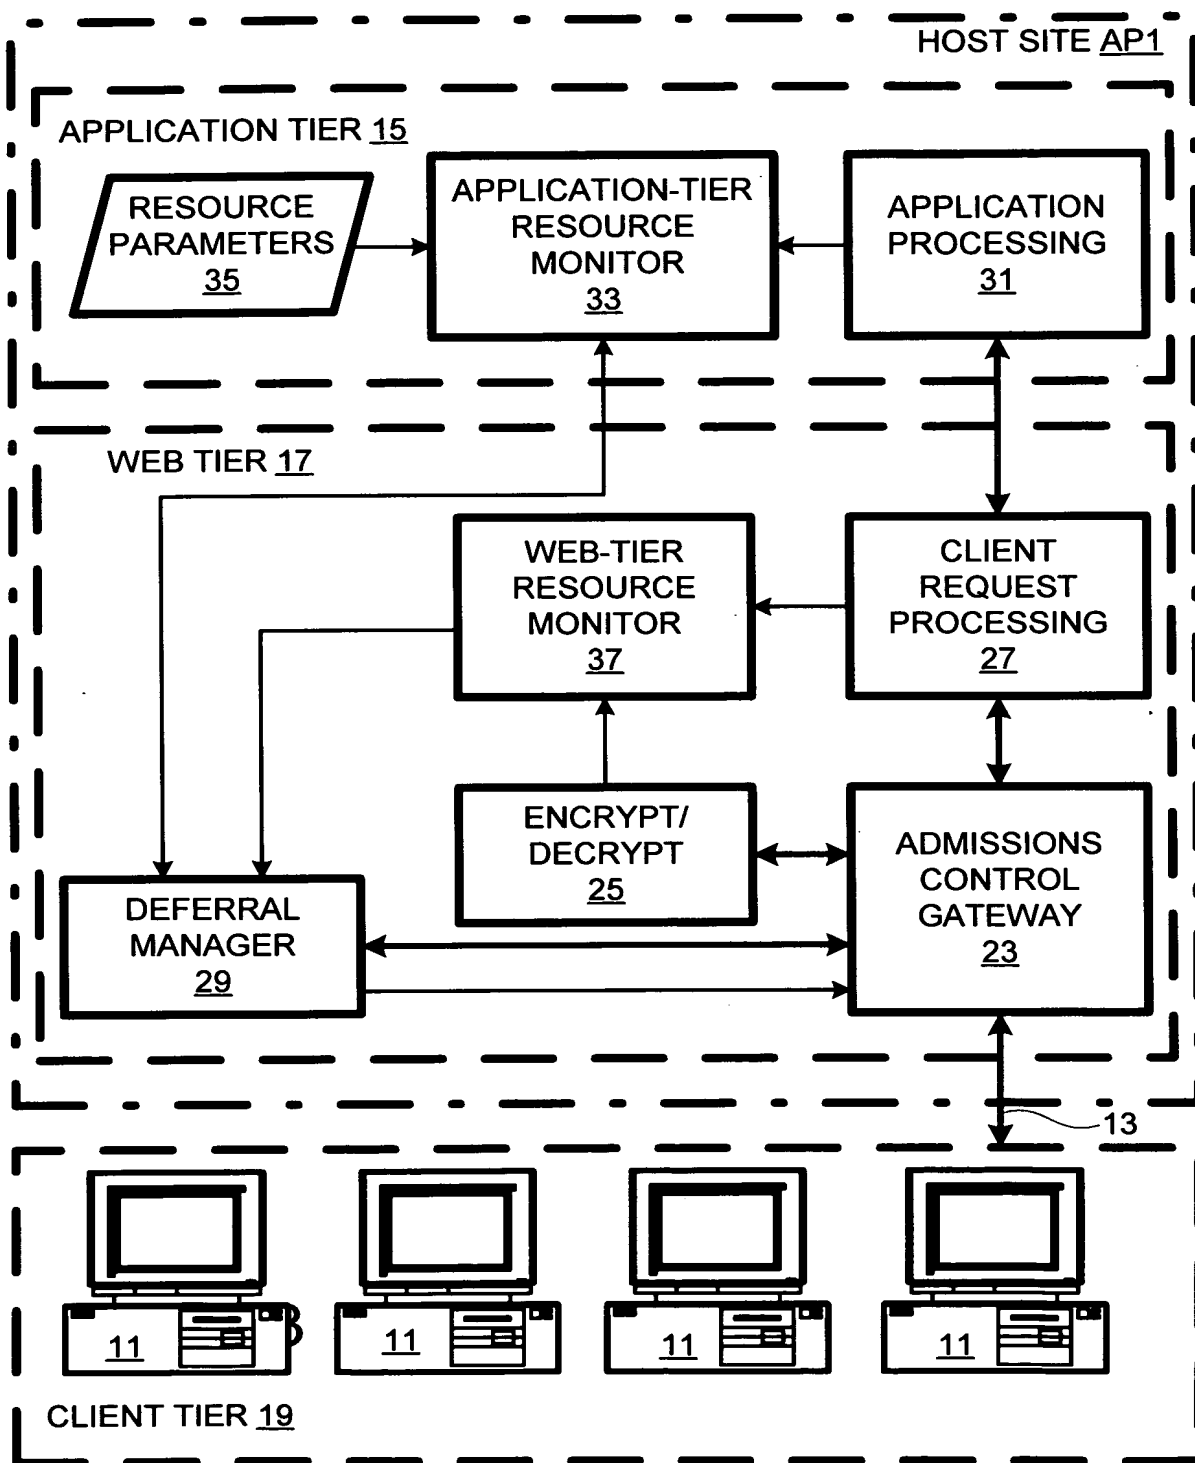 HOST SITE AP1
APPLICATION TIER 15
RESOURCE
PARAMETERS
35
APPLICATION-TIER
RESOURCE
MONITOR
33
APPLICATION
PROCESSING
31
WEB TIER 17
WEB-TIER
RESOURCE
MONITOR
37
CLIENT
REQUEST
PROCESSING
27
ENCRYPT/
DECRYPT
25
ADMISSIONS
CONTROL
GATEWAY
23
DEFERRAL
MANAGER
29
13
11
11
11
11
CLIENT TIER 19